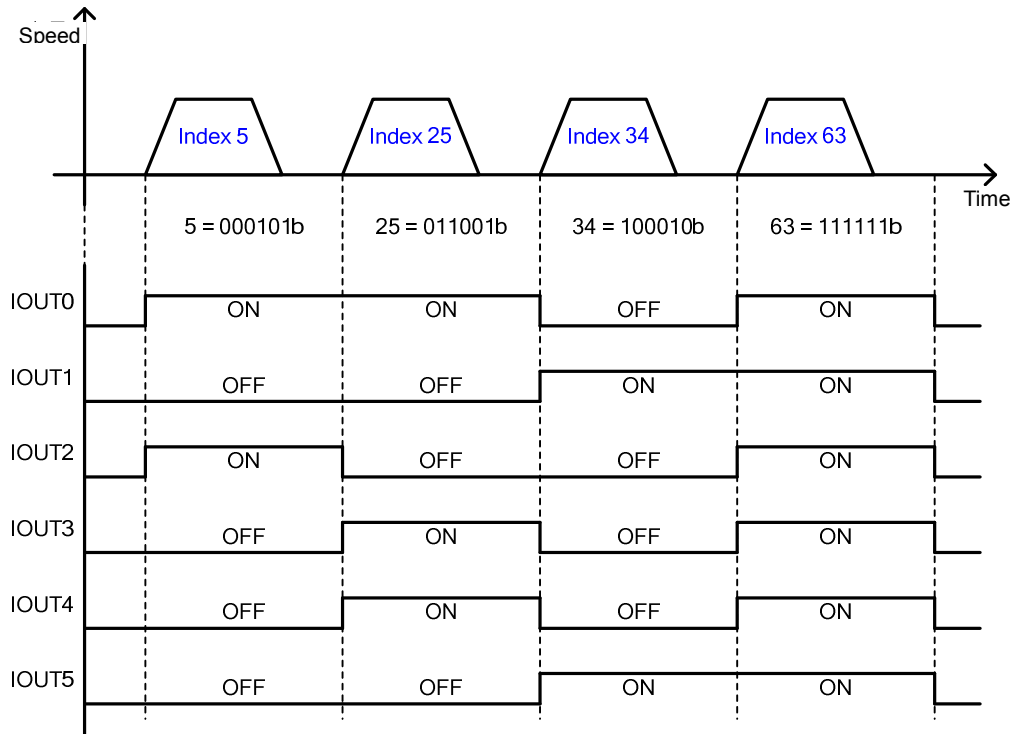 Speed
Index 5 Index 25 Index 34 Index 63
Time
5 = 000101b 25 = 011001b 34 = 100010b 63 = 111111b
IOUT0 ON ON OFF ON
IOUT1 OFF OFF ON ON
IOUT2 ON OFF OFF ON
IOUT3 OFF ON OFF ON
IOUT4 OFF ON OFF ON
IOUT5 OFF OFF ON ON